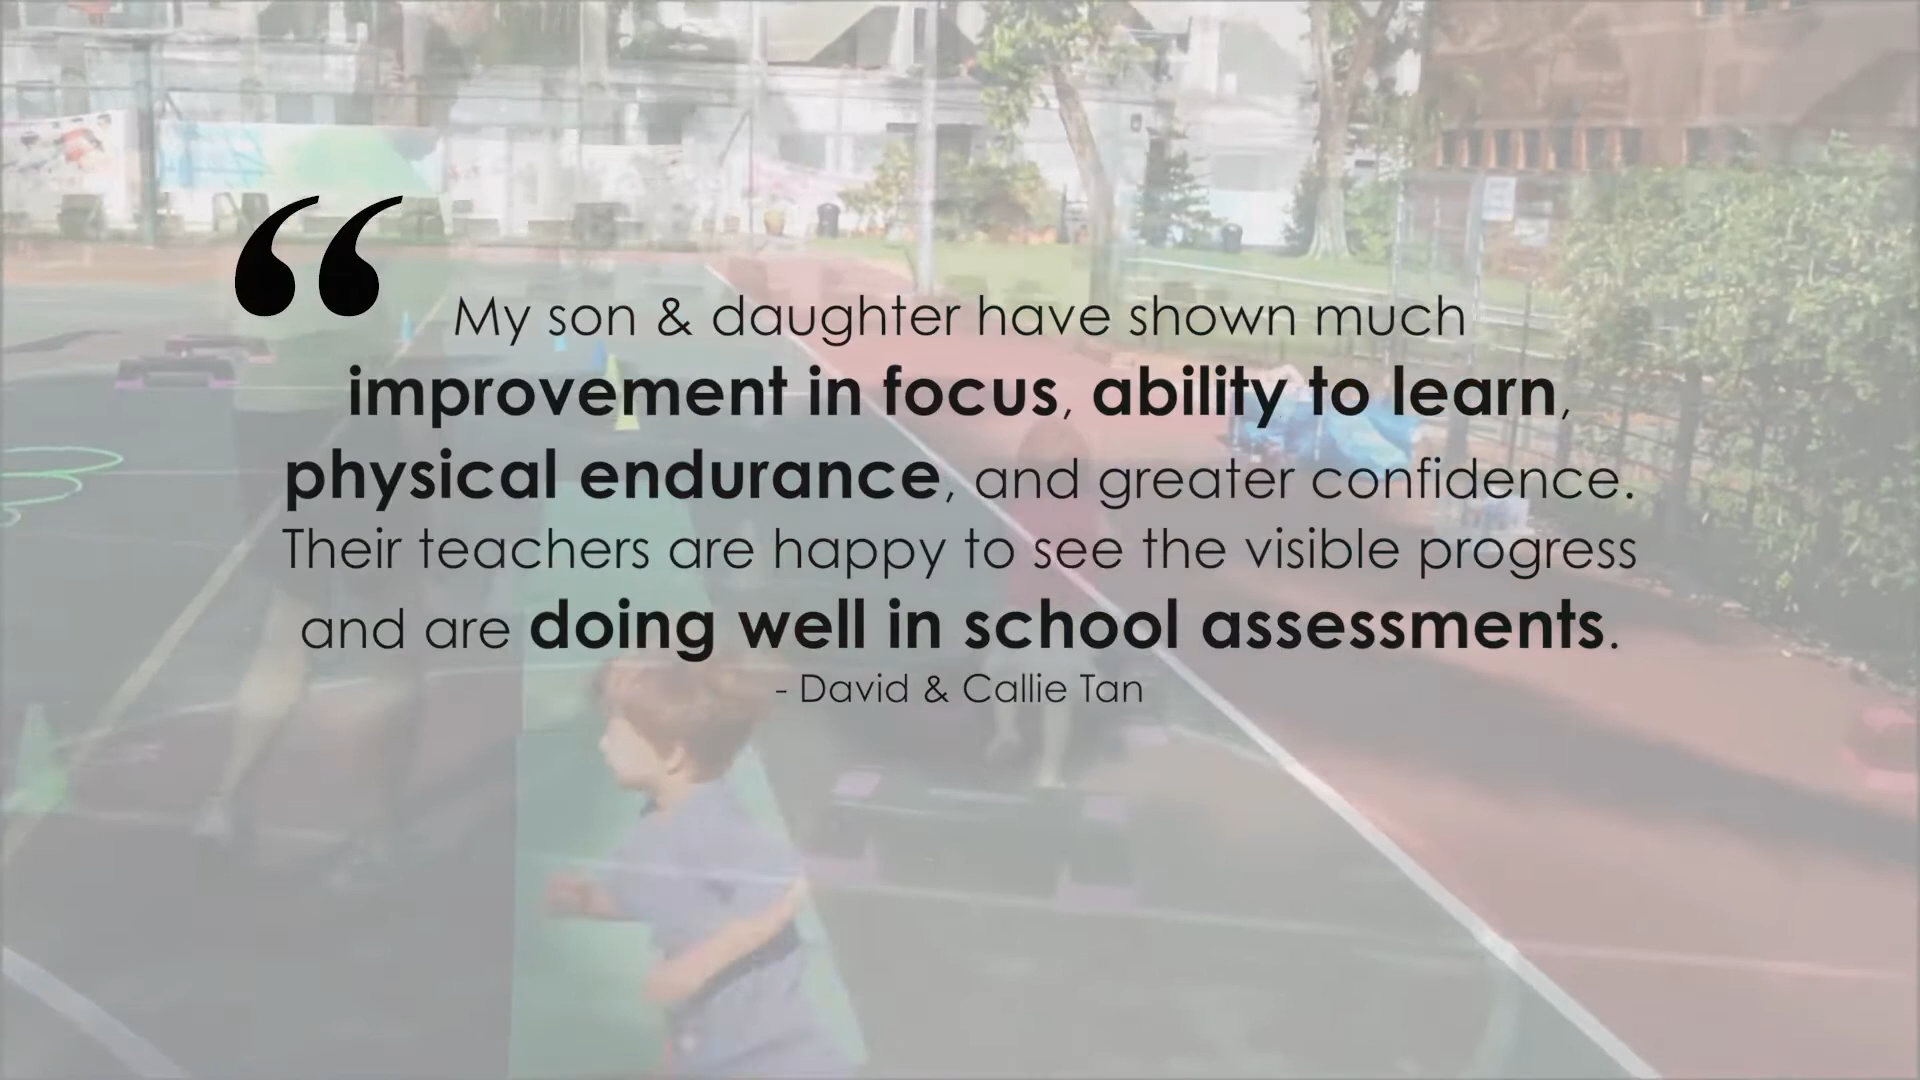 “ My son & daughter have shown much
improvement in focus, ability to learn,
physical endurance, and greater confidence.
Their teachers are happy to see the visible progress
and are doing well in school assessments.
- David & Callie Tan